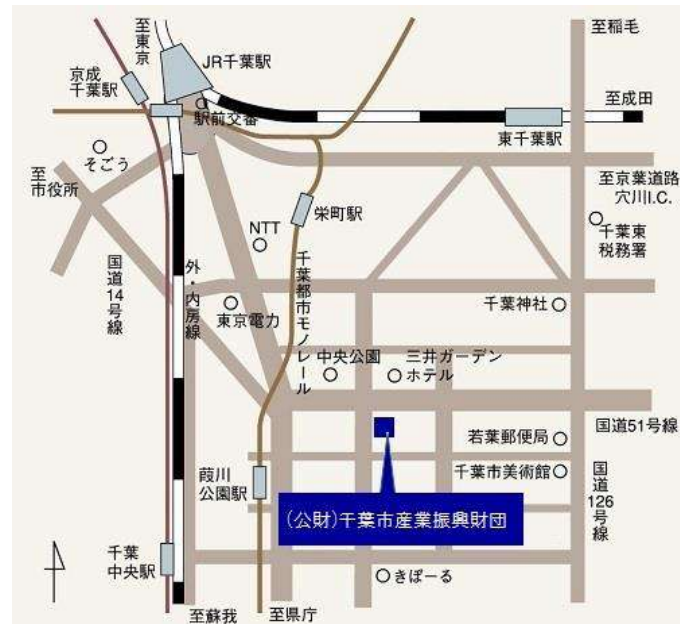 至東京
JR千葉駅
至稲毛
京成
千葉駅
至成田
駅前交番
東千葉駅
そごう
至
市役所
至京葉道路
穴川I.C.
千葉東
税務署
栄町駅
NTT
国道14号線
外・内房線
千葉都市モノレール
千葉神社
東京電力
中央公園
三井ガーデン
ホテル
国道51号線
若葉郵便局
千葉市美術館
国道126号線
葭川
公園駅
(公財)千葉市産業振興財団
千葉
中央駅
きぼーる
至蘇我
至県庁